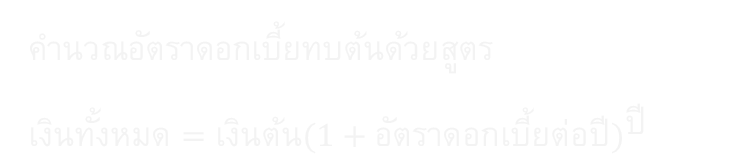 คำนวณอัตราดอกเบี้ยทบต้นด้วยสูตร
เงินทั้งหมด = เงินต้น(1 + อัตราดอกเบี้ยต่อปี)^ปี